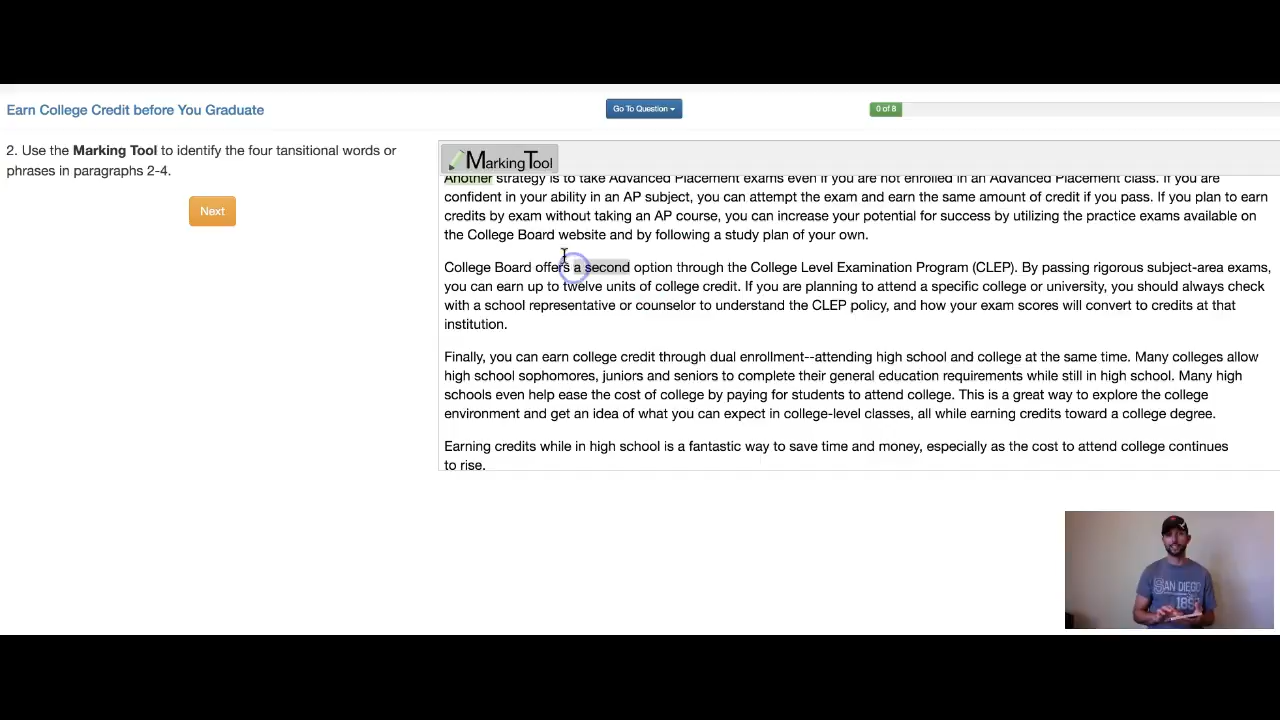 Earn College Credit before You Graduate
Go To Question
0 of 8
2. Use the Marking Tool to identify the four tansitional words or
phrases in paragraphs 2-4.
Next
MarkingTool
Another strategy is to take Advanced Placement exams even if you are not enrolled in an Advanced Placement class. If you are
confident in your ability in an AP subject, you can attempt the exam and earn the same amount of credit if you pass. If you plan to earn
credits by exam without taking an AP course, you can increase your potential for success by utilizing the practice exams available on
the College Board website and by following a study plan of your own.
College Board offers a second option through the College Level Examination Program (CLEP). By passing rigorous subject-area exams,
you can earn up to twelve units of college credit. If you are planning to attend a specific college or university, you should always check
with a school representative or counselor to understand the CLEP policy, and how your exam scores will convert to credits at that
institution.
Finally, you can earn college credit through dual enrollment--attending high school and college at the same time. Many colleges allow
high school sophomores, juniors and seniors to complete their general education requirements while still in high school. Many high
schools even help ease the cost of college by paying for students to attend college. This is a great way to explore the college
environment and get an idea of what you can expect in college-level classes, all while earning credits toward a college degree.
Earning credits while in high school is a fantastic way to save time and money, especially as the cost to attend college continues
to rise.
SAN DIEGO